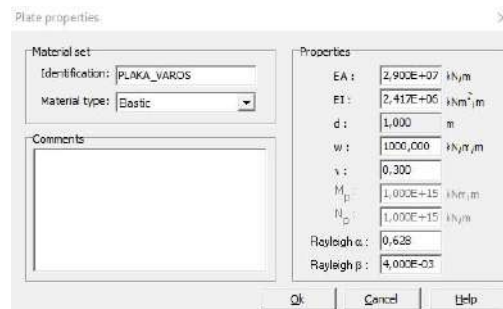 Plate properties
Material set
Identification: PLAKA_VAROS
Material type: Elastic
Comments
Properties
EA : 2,900E+07 kN/m
EI : 2,417E+06 kNm²/m
d : 1,000 m
w : 1000,000 kN/m/m
ν : 0,300
Mp : 1,000E+15 kNm/m
Np : 1,000E+15 kN/m
Rayleigh α : 0,628
Rayleigh β : 4,000E-03
Ok Cancel Help